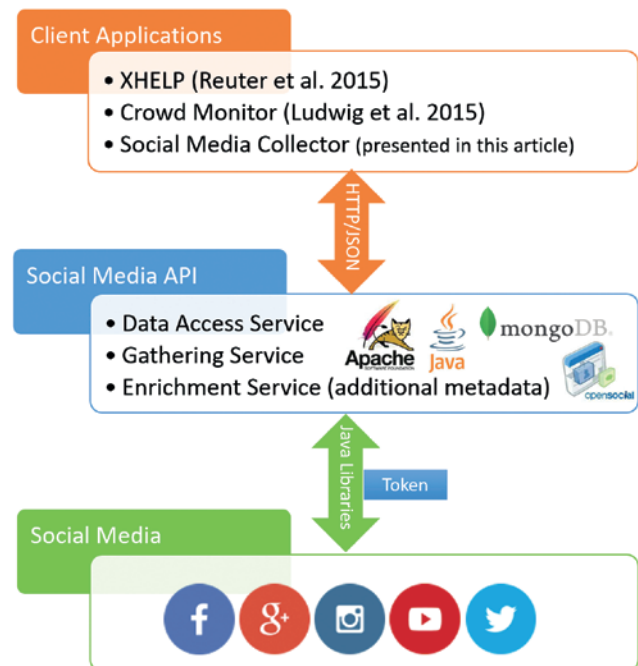 Client Applications
• XHELP (Reuter et al. 2015)
• Crowd Monitor (Ludwig et al. 2015)
• Social Media Collector (presented in this article)
HTTP/JSON
Social Media API
• Data Access Service
• Gathering Service
• Enrichment Service (additional metadata)
Apache
SOFTWARE FOUNDATION
Java
mongoDB®
opensocial
Java Libraries
Token
Social Media
f
g+